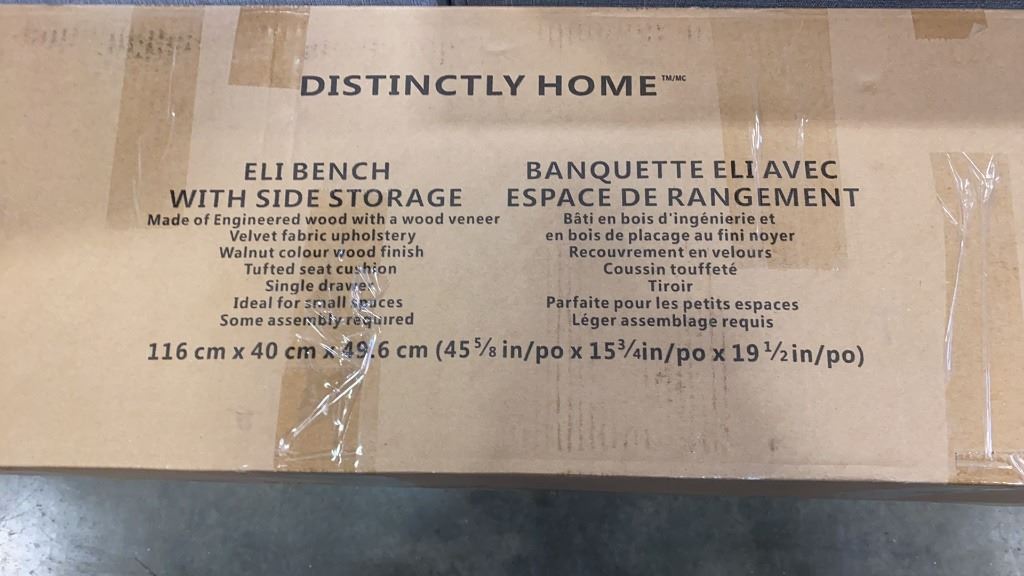 DISTINCTLY HOME TM/MC
ELI BENCH
WITH SIDE STORAGE
Made of Engineered wood with a wood veneer
Velvet fabric upholstery
Walnut colour wood finish
Tufted seat cushion
Single drawer
Ideal for small spaces
Some assembly required
BANQUETTE ELI AVEC
ESPACE DE RANGEMENT
Bâti en bois d'ingénierie et
en bois de placage au fini noyer
Recouvrement en velours
Coussin touffeté
Tiroir
Parfaite pour les petits espaces
Léger assemblage requis
116 cm x 40 cm x 49.6 cm (45 5/8 in/po x 15 3/4 in/po x 19 1/2 in/po)